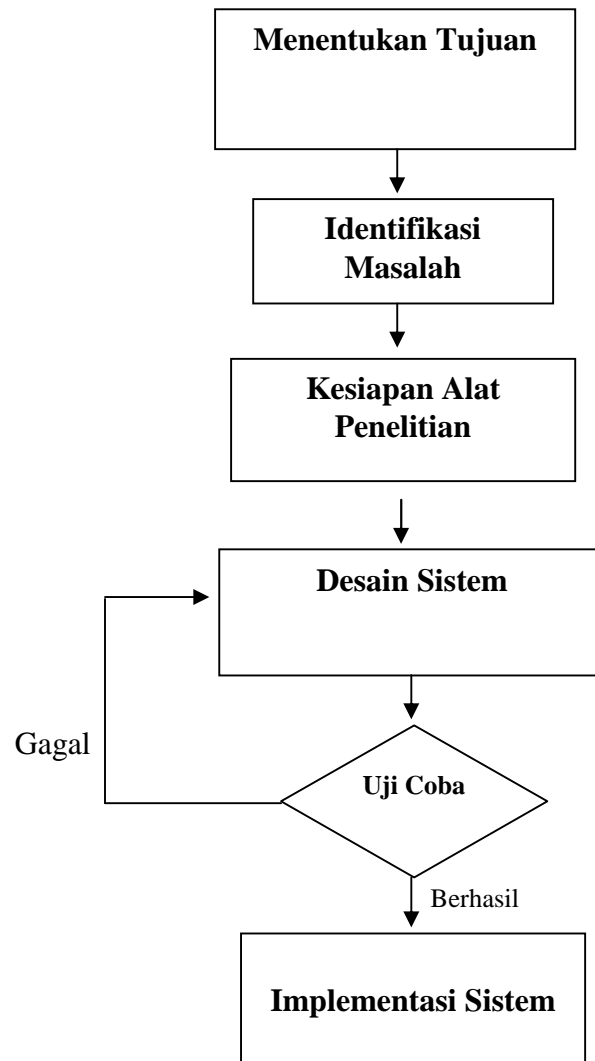 Menentukan Tujuan
Identifikasi
Masalah
Kesiapan Alat
Penelitian
Desain Sistem
Gagal
Uji Coba
Berhasil
Implementasi Sistem